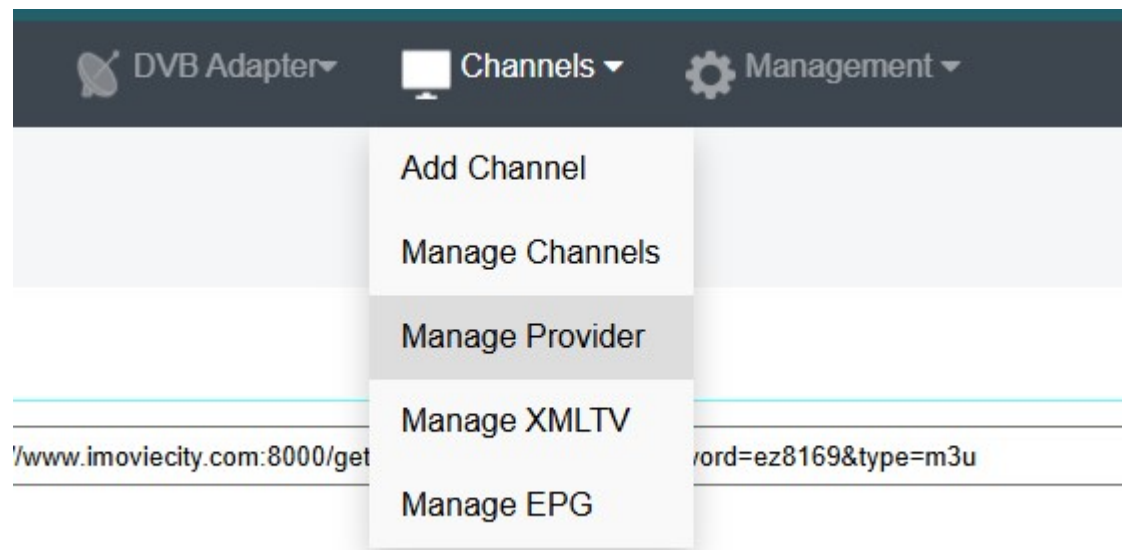 DVB Adapter
Channels
Management
Add Channel
Manage Channels
Manage Provider
Manage XMLTV
//www.imoviecity.com:8000/get
word=ez8169&type=m3u
Manage EPG